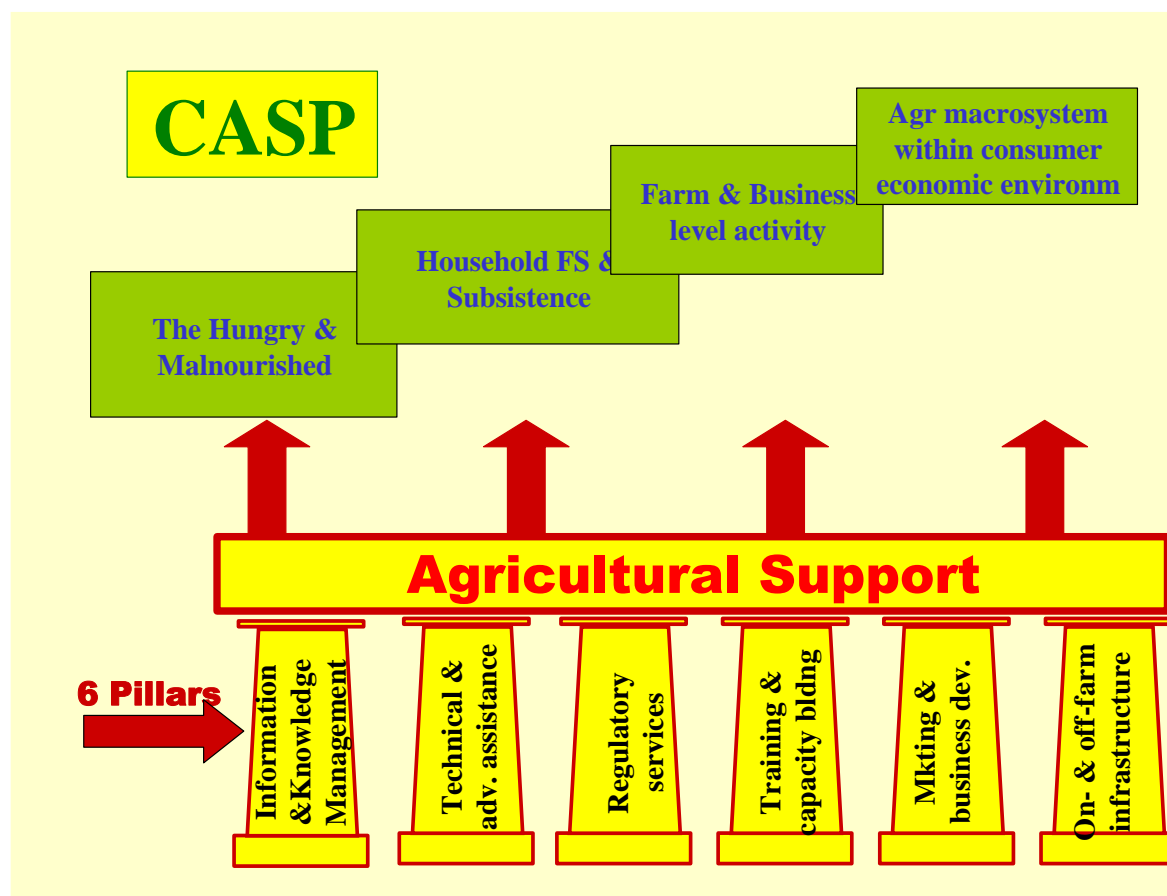 CASP
Agr macrosystem
within consumer
economic environm
Farm & Business
level activity
Household FS &
Subsistence
The Hungry &
Malnourished
Agricultural Support
6 Pillars
Information
&Knowledge
Management
Technical &
adv. assistance
Regulatory
services
Training &
capacity bldng
Mkting &
business dev.
On- & off-farm
infrastructure